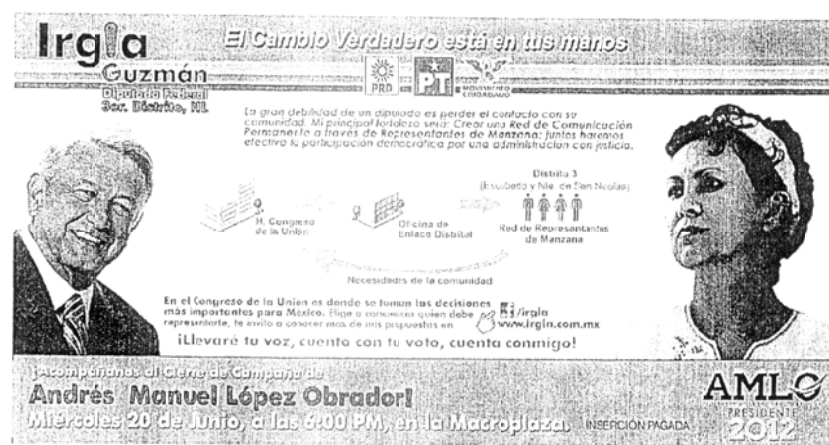 Irgla
Guzmán
Diputada Federal
3er. Distrito, NL
El Cambio Verdadero está en tus manos
PRD
PT
MOVIMIENTO
CIUDADANO
La gran debilidad de un diputado es perder el contacto con su
comunidad. Mi principal fortaleza será: Crear una Red de Comunicación
Permanente a través de Representantes de Manzana; juntos haremos
efectiva la participación democrática por una administración con justicia.
Distrito 3
(Escobedo y Nte. de San Nicolás)
H. Congreso
de la Unión
Oficina de
Enlace Distrital
Red de Representantes
de Manzana
Necesidades de la comunidad
En el Congreso de la Unión es donde se toman las decisiones
más importantes para México. Elige a conciencia quien debe
representarte, te invito a conocer más de mis propuestas en
/irgla
www.irgla.com.mx
¡Llevaré tu voz, cuento con tu voto, cuenta conmigo!
¡Acompáñanos al Cierre de Campaña de
Andrés Manuel López Obrador!
Miércoles 20 de Junio, a las 6:00 PM, en la Macroplaza.
INSERCIÓN PAGADA
AMLO
PRESIDENTE
2012